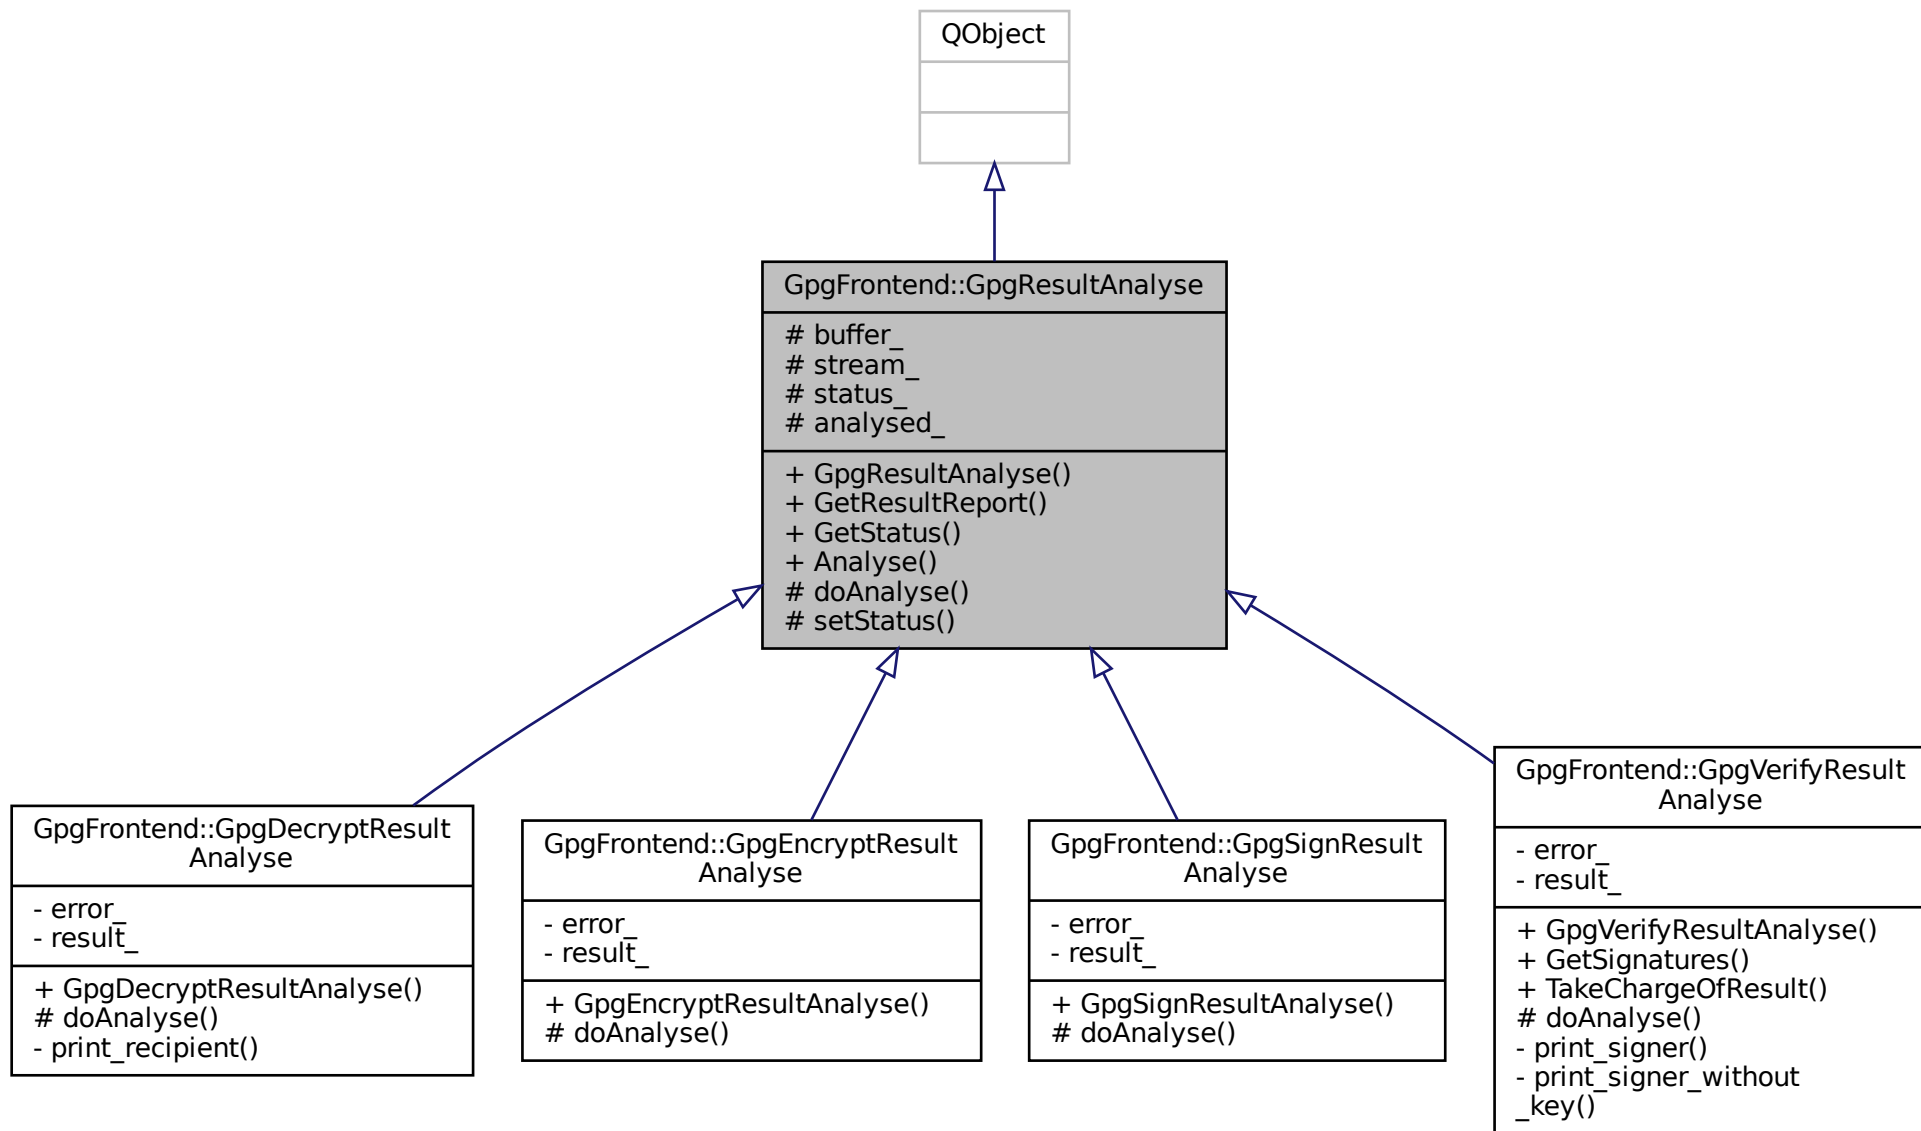 QObject
GpgFrontend::GpgResultAnalyse
# buffer_
# stream_
# status_
# analysed_
+ GpgResultAnalyse()
+ GetResultReport()
+ GetStatus()
+ Analyse()
# doAnalyse()
# setStatus()
GpgFrontend::GpgDecryptResult
Analyse
- error_
- result_
+ GpgDecryptResultAnalyse()
# doAnalyse()
- print_recipient()
GpgFrontend::GpgEncryptResult
Analyse
- error_
- result_
+ GpgEncryptResultAnalyse()
# doAnalyse()
GpgFrontend::GpgSignResult
Analyse
- error_
- result_
+ GpgSignResultAnalyse()
# doAnalyse()
GpgFrontend::GpgVerifyResult
Analyse
- error_
- result_
+ GpgVerifyResultAnalyse()
+ GetSignatures()
+ TakeChargeOfResult()
# doAnalyse()
- print_signer()
- print_signer_without
_key()